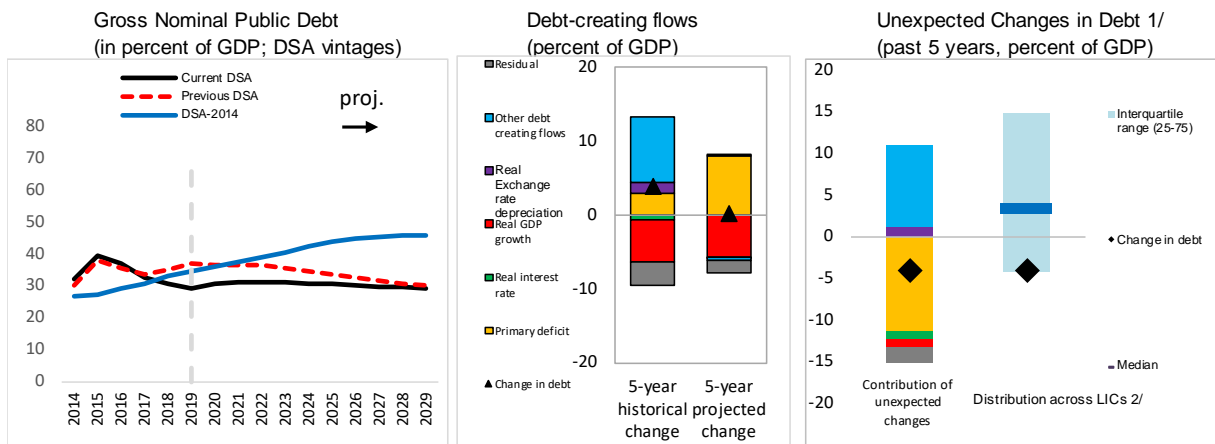 Gross Nominal Public Debt
(in percent of GDP; DSA vintages)
Current DSA
Previous DSA
DSA-2014
proj.
80
70
60
50
40
30
20
10
0
2014
2015
2016
2017
2018
2019
2020
2021
2022
2023
2024
2025
2026
2027
2028
2029
Debt-creating flows
(percent of GDP)
Residual
Other debt
creating flows
Real
Exchange
rate
depreciation
Real GDP
growth
Real interest
rate
Primary deficit
Change in debt
20
10
0
-10
-20
5-year
historical
change
5-year
projected
change
Unexpected Changes in Debt 1/
(past 5 years, percent of GDP)
20
15
10
5
0
-5
-10
-15
-20
Contribution of
unexpected
changes
Distribution across LICs 2/
Interquartile
range (25-75)
Change in debt
Median